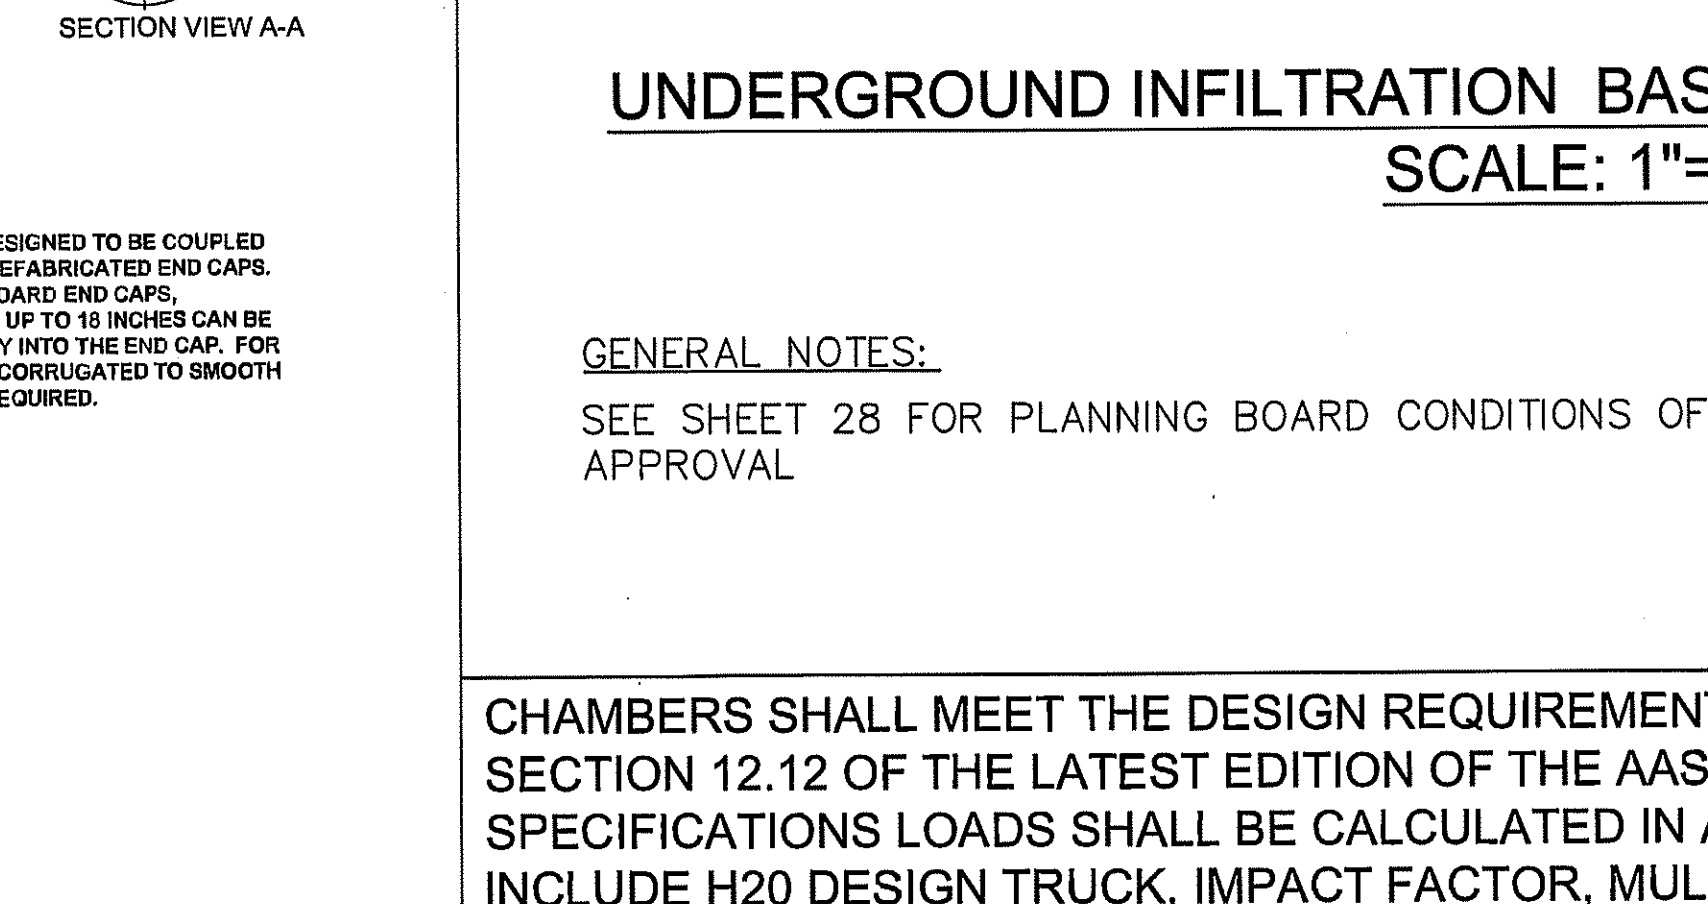 SECTION VIEW A-A
ESIGNED TO BE COUPLED
EFABRICATED END CAPS.
DARD END CAPS,
UP TO 18 INCHES CAN BE
Y INTO THE END CAP. FOR
CORRUGATED TO SMOOTH
EQUIRED.
UNDERGROUND INFILTRATION BAS
SCALE: 1"=
GENERAL NOTES:
SEE SHEET 28 FOR PLANNING BOARD CONDITIONS OF
APPROVAL
CHAMBERS SHALL MEET THE DESIGN REQUIREMENT
SECTION 12.12 OF THE LATEST EDITION OF THE AAS
SPECIFICATIONS LOADS SHALL BE CALCULATED IN A
INCLUDE H20 DESIGN TRUCK, IMPACT FACTOR, MUL